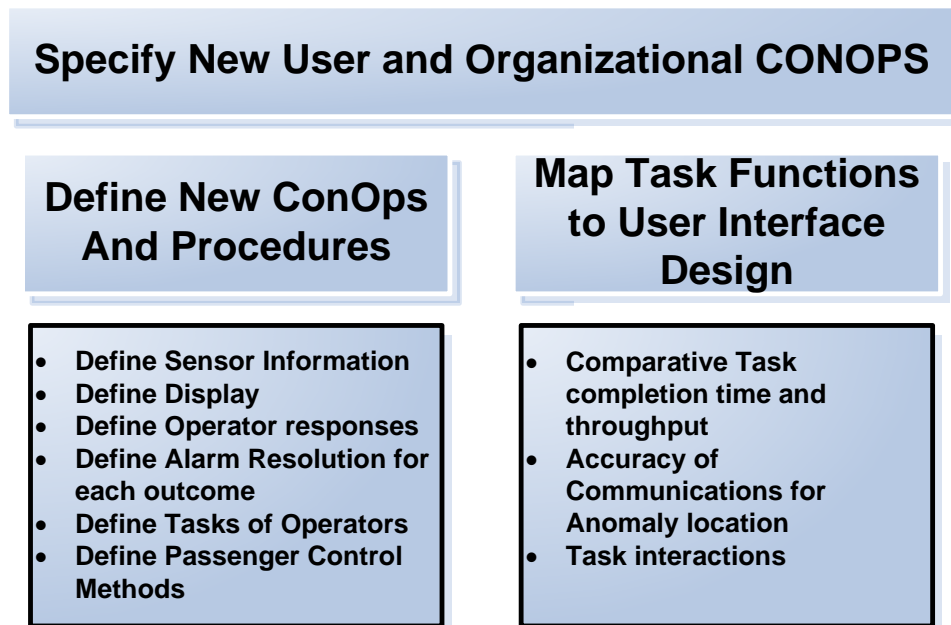 Specify New User and Organizational CONOPS
Define New ConOps
And Procedures
• Define Sensor Information
• Define Display
• Define Operator responses
• Define Alarm Resolution for
each outcome
• Define Tasks of Operators
• Define Passenger Control
Methods
Map Task Functions
to User Interface
Design
• Comparative Task
completion time and
throughput
• Accuracy of
Communications for
Anomaly location
• Task interactions